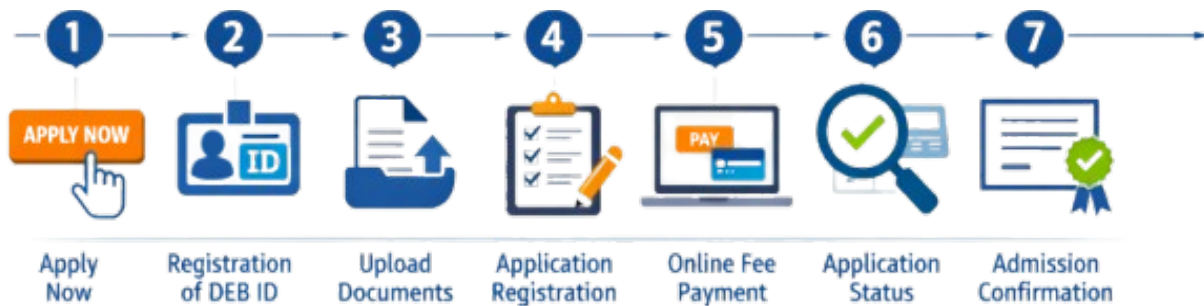 1 2 3 4 5 6 7
APPLY NOW
ID
PAY
Apply
Now
Registration
of DEB ID
Upload
Documents
Application
Registration
Online Fee
Payment
Application
Status
Admission
Confirmation